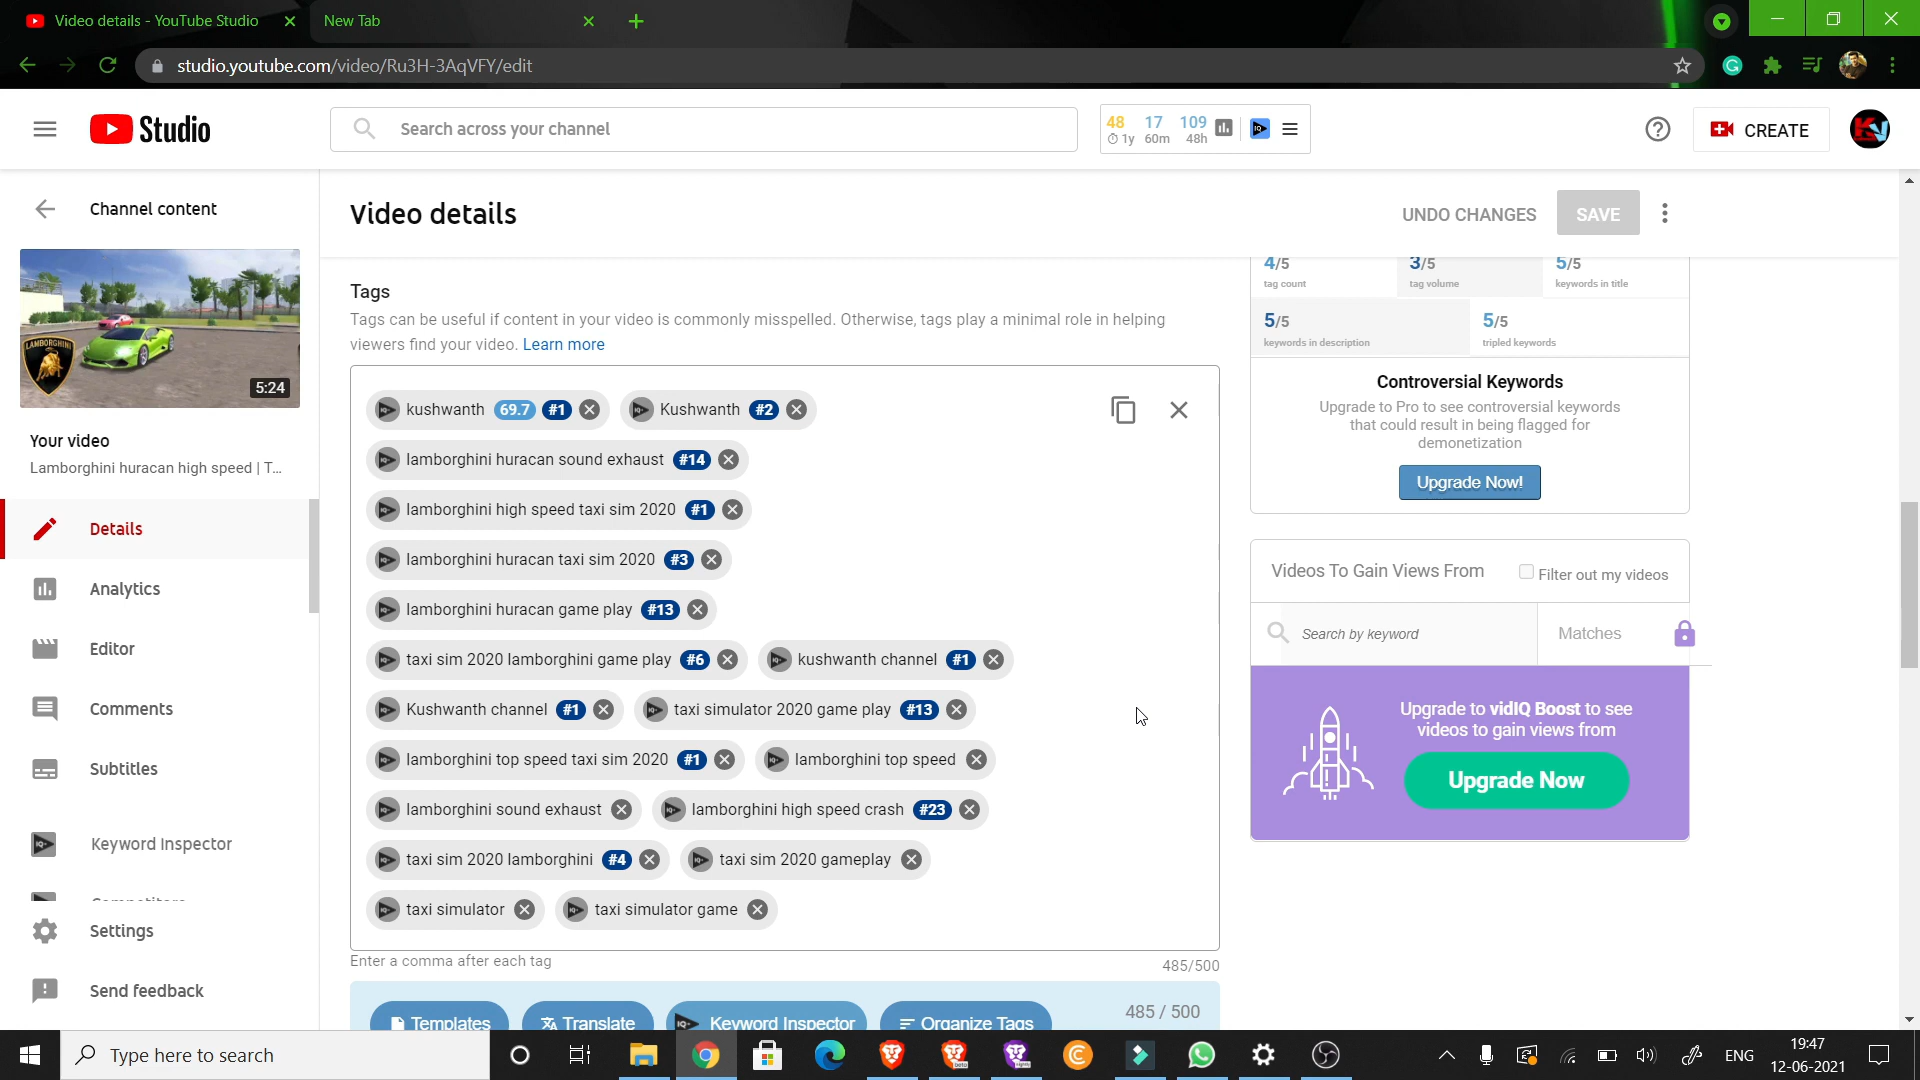 Video details - YouTube Studio
New Tab
studio.youtube.com/video/Ru3H-3AqVFY/edit
Studio
Search across your channel
48 17 109
1y 60m 48h
CREATE
Channel content
Video details
UNDO CHANGES
SAVE
LAMBORGHINI
5:24
Your video
Lamborghini huracan high speed | T...
Details
Analytics
Editor
Comments
Subtitles
Keyword Inspector
Settings
Send feedback
Tags
Tags can be useful if content in your video is commonly misspelled. Otherwise, tags play a minimal role in helping
viewers find your video. Learn more
kushwanth 69.7 #1 Kushwanth #2
lamborghini huracan sound exhaust #14
lamborghini high speed taxi sim 2020 #1
lamborghini huracan taxi sim 2020 #3
lamborghini huracan game play #13
taxi sim 2020 lamborghini game play #6 kushwanth channel #1
Kushwanth channel #1 taxi simulator 2020 game play #13
lamborghini top speed taxi sim 2020 #1 lamborghini top speed
lamborghini sound exhaust lamborghini high speed crash #23
taxi sim 2020 lamborghini #4 taxi sim 2020 gameplay
taxi simulator taxi simulator game
Enter a comma after each tag
485/500
Templates Translate Keyword Inspector Organize Tags 485 / 500
4/5 3/5 5/5
tag count tag volume keywords in title
5/5 5/5
keywords in description tripled keywords
Controversial Keywords
Upgrade to Pro to see controversial keywords
that could result in being flagged for
demonetization
Upgrade Now!
Videos To Gain Views From
Filter out my videos
Search by keyword
Matches
Upgrade to vidIQ Boost to see
videos to gain views from
Upgrade Now
Type here to search
ENG
19:47
12-06-2021